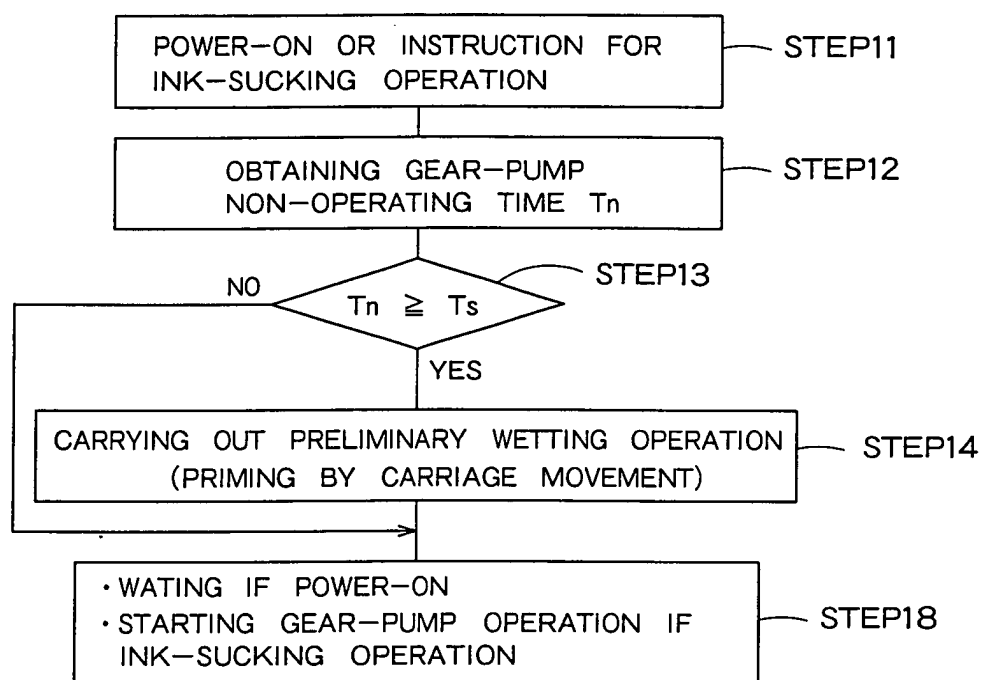 POWER-ON OR INSTRUCTION FOR
INK-SUCKING OPERATION
STEP11
OBTAINING GEAR-PUMP
NON-OPERATING TIME Tn
STEP12
STEP13
NO
Tn ≧ Ts
YES
CARRYING OUT PRELIMINARY WETTING OPERATION
(PRIMING BY CARRIAGE MOVEMENT)
STEP14
・WATING IF POWER-ON
・STARTING GEAR-PUMP OPERATION IF
INK-SUCKING OPERATION
STEP18